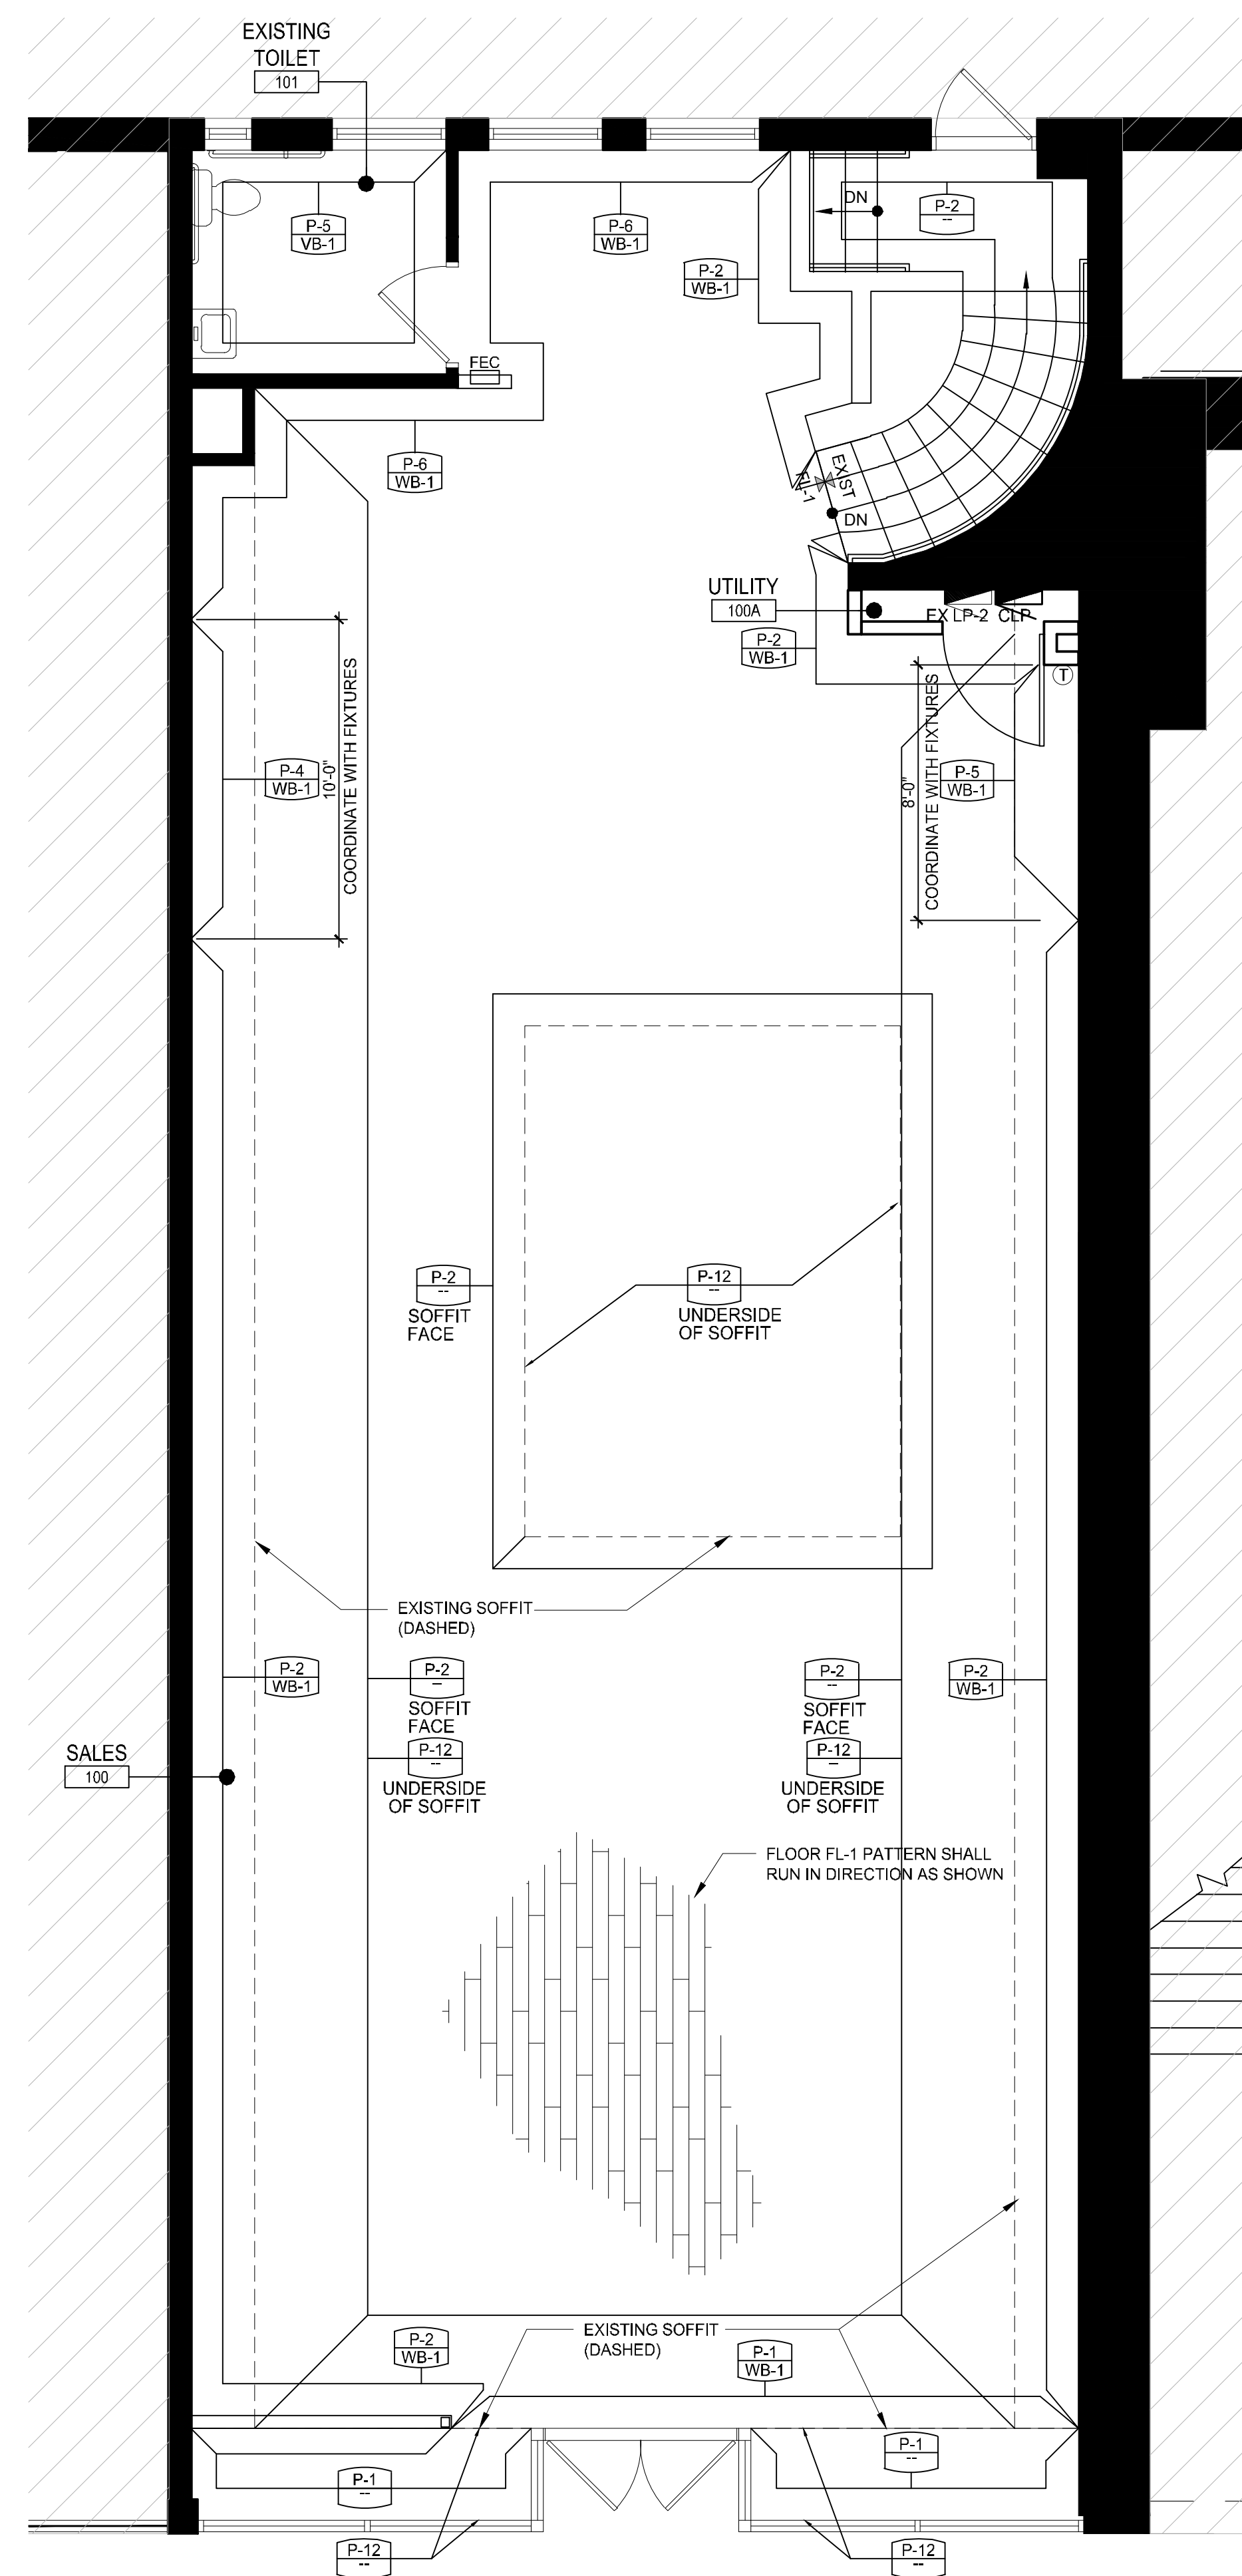 EXISTING
TOILET
101
P-5
VB-1
P-6
WB-1
P-2
WB-1
DN
P-2
--
FEC
P-6
WB-1
EXIST
FL-1
DN
UTILITY
100A
EX LP-2 CLP
P-2
WB-1
T
P-4
WB-1
10'-0"
COORDINATE WITH FIXTURES
8'-0"
COORDINATE WITH FIXTURES
P-5
WB-1
P-2
--
SOFFIT
FACE
P-12
--
UNDERSIDE
OF SOFFIT
EXISTING SOFFIT
(DASHED)
P-2
WB-1
P-2
--
SOFFIT
FACE
P-2
--
SOFFIT
FACE
P-2
WB-1
SALES
100
P-12
--
UNDERSIDE
OF SOFFIT
P-12
--
UNDERSIDE
OF SOFFIT
FLOOR FL-1 PATTERN SHALL
RUN IN DIRECTION AS SHOWN
P-2
WB-1
EXISTING SOFFIT
(DASHED)
P-1
WB-1
P-1
--
P-1
--
P-12
--
P-12
--